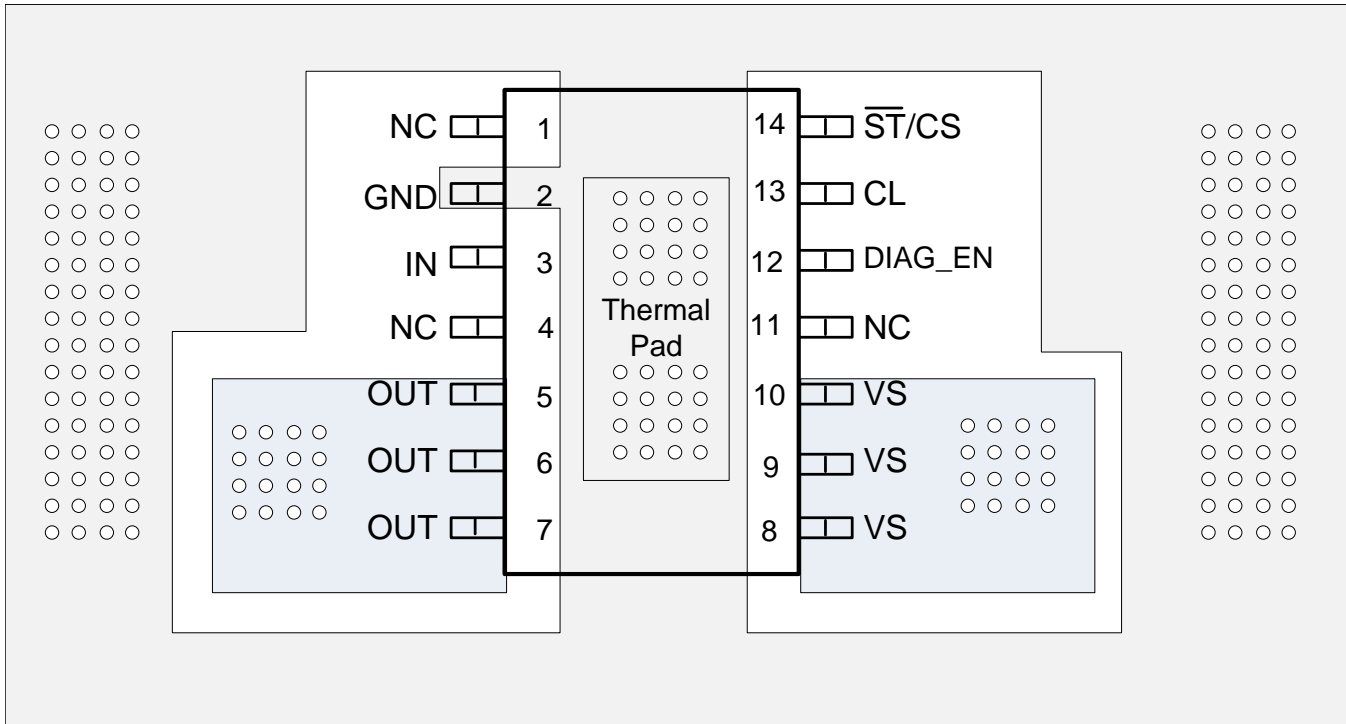 NC 1 14 S̅T̅/CS
GND 2 13 CL
IN 3 12 DIAG_EN
Thermal
NC 4 11 NC
Pad
OUT 5 10 VS
OUT 6 9 VS
OUT 7 8 VS